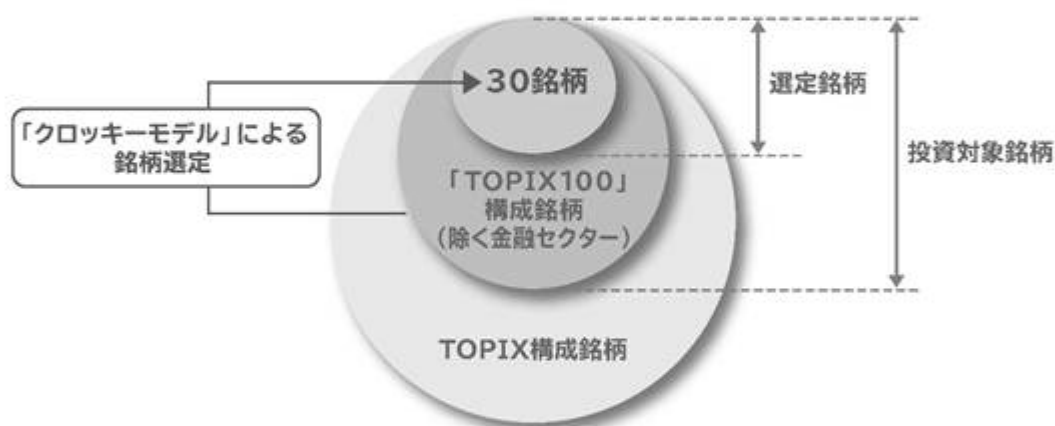 30銘柄
選定銘柄
「クロッキーモデル」による
銘柄選定
投資対象銘柄
「TOPIX100」
構成銘柄
(除く金融セクター)
TOPIX構成銘柄